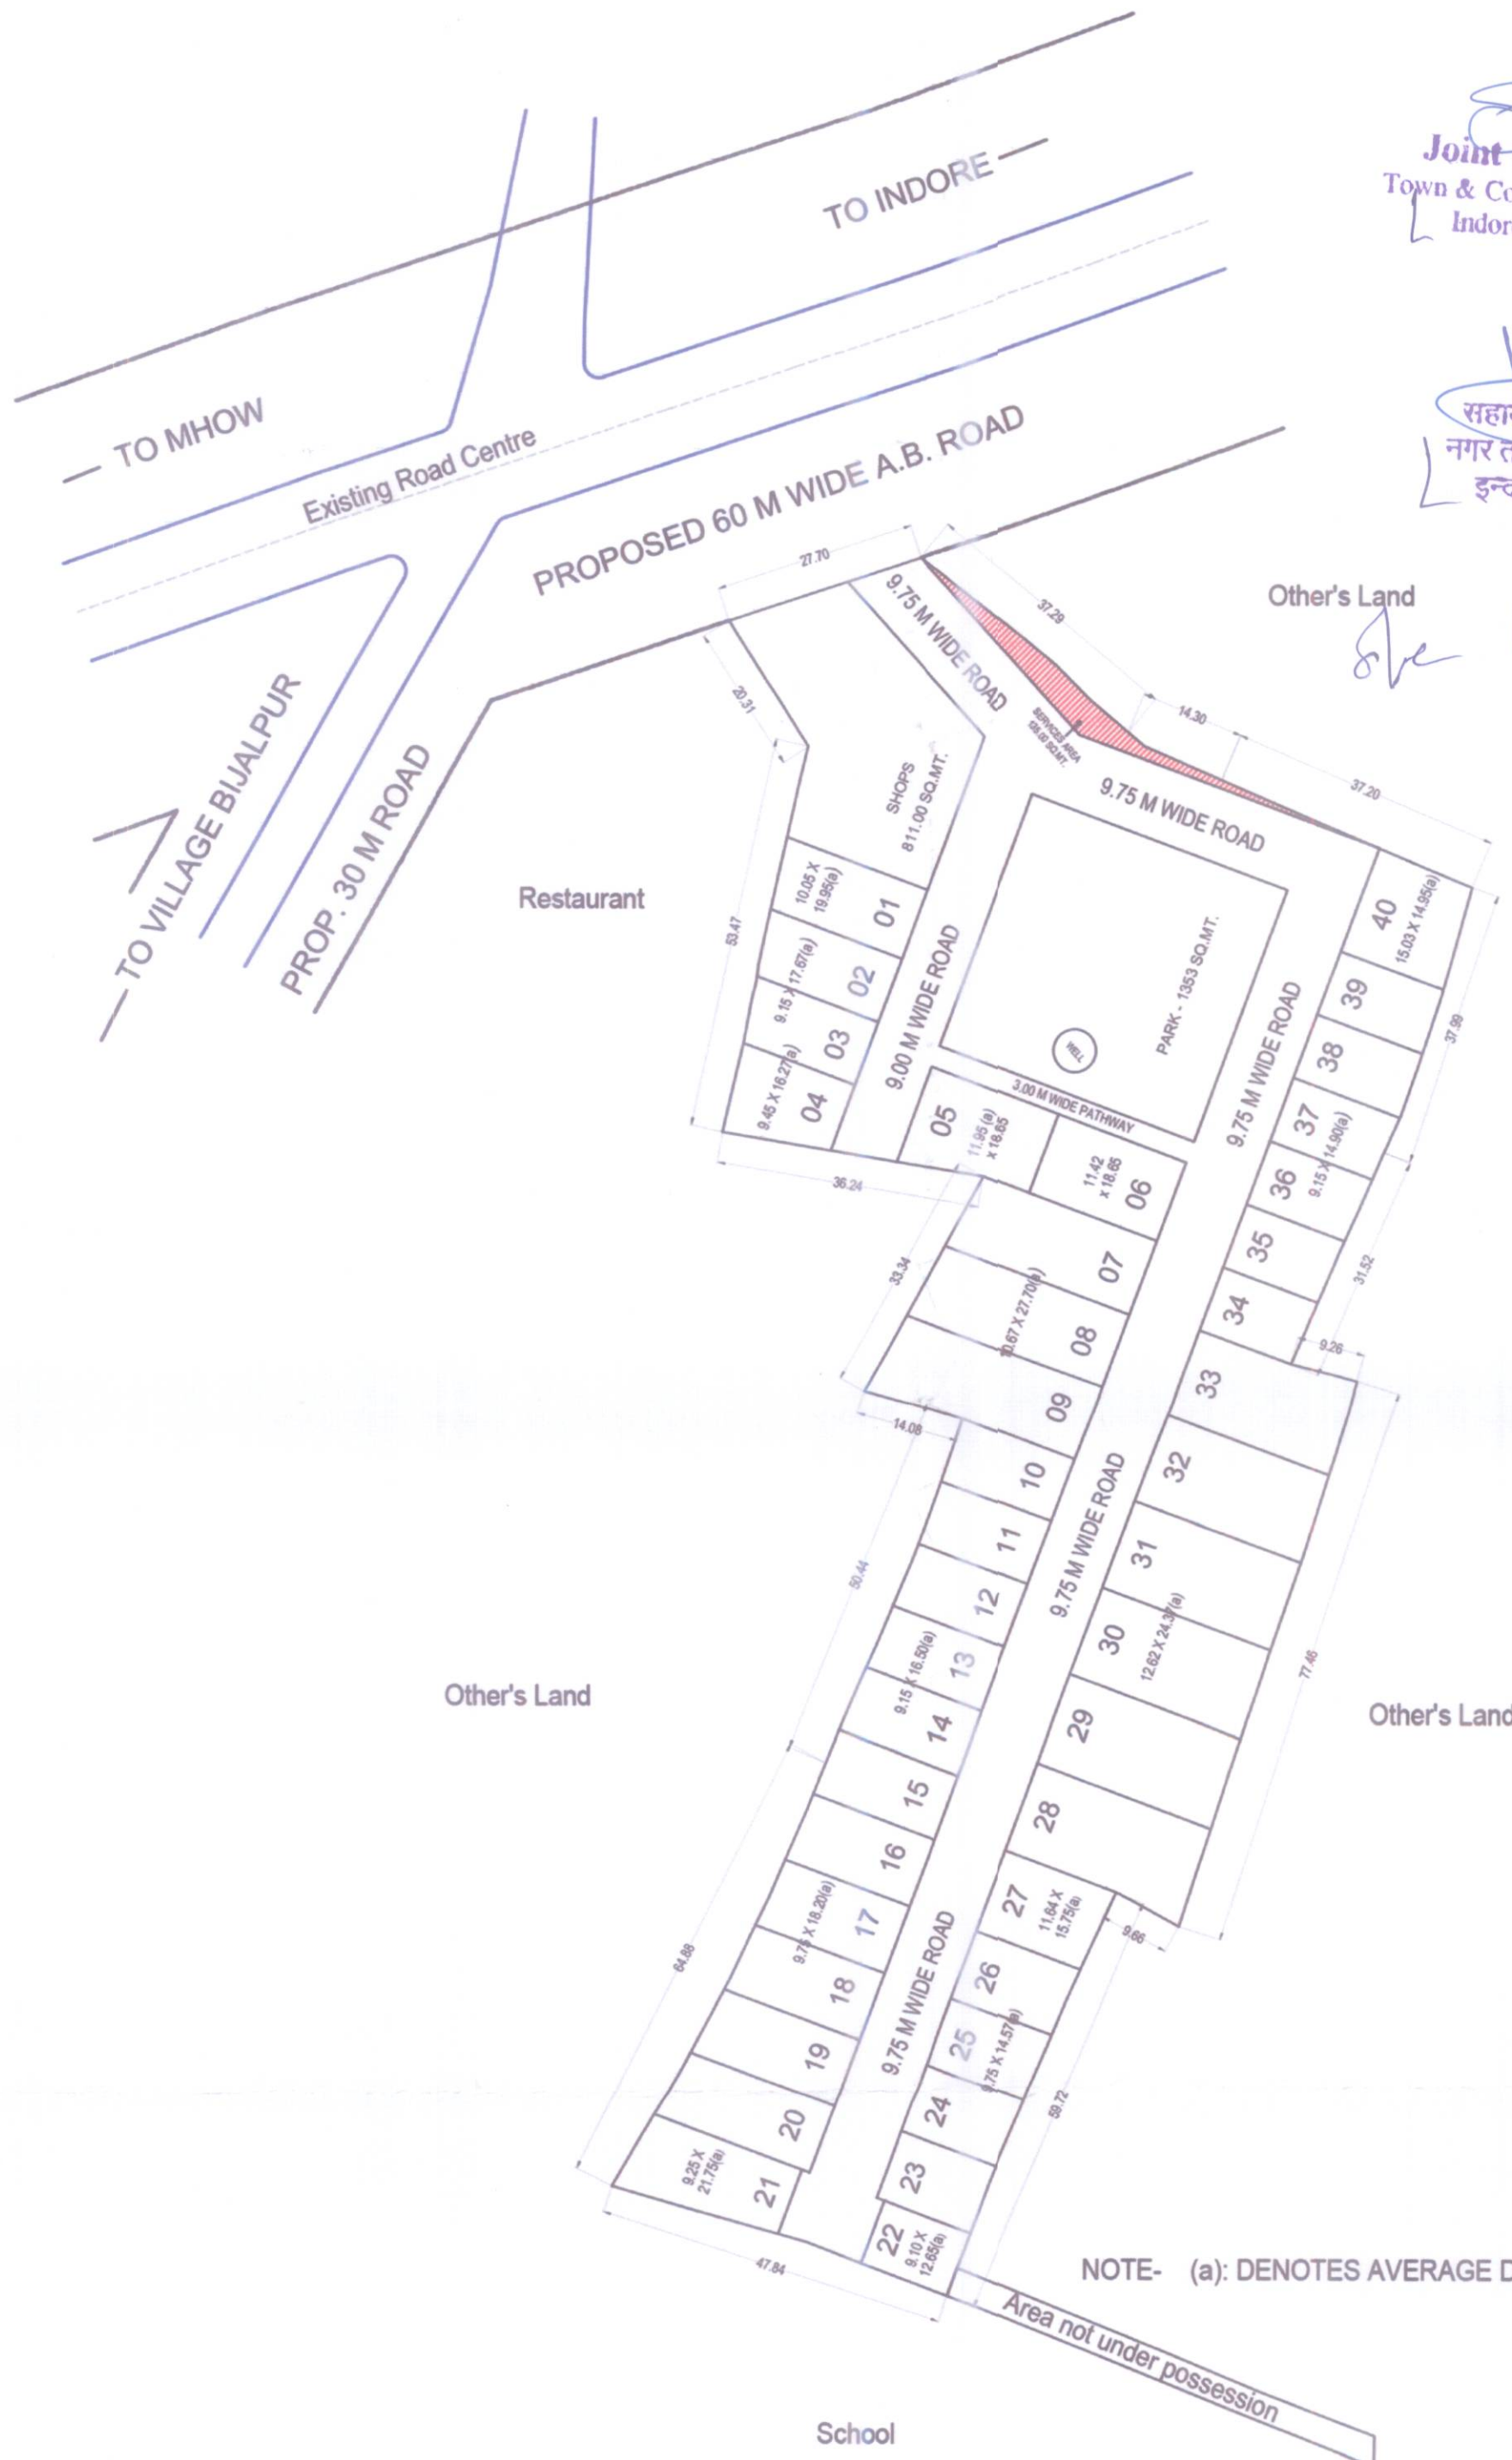 Joint
Town & Co
Indor
TO INDORE
TO MHOW
Existing Road Centre
PROPOSED 60 M WIDE A.B. ROAD
TO VILLAGE BIJALPUR
PROP. 30 M ROAD
नगर त
इन्द
Other's Land
27.70
9.75 M WIDE ROAD
37.29
20.31
SERVICES AREA
14.30
SHOPS
811.00 SQ.MT.
9.75 M WIDE ROAD
37.20
Restaurant
10.05 X
19.95(a)
01
53.47
9.15 X 17.67(a)
02
03
9.45 X 16.27(a)
04
9.00 M WIDE ROAD
PARK - 1353 SQ.MT.
WELL
3.00 M WIDE PATHWAY
9.75 M WIDE ROAD
40
15.03 X 14.95(a)
39
38
37.99
37
9.15 X 14.90(a)
36
35
34
31.52
05
11.95 (a)
x 18.65
11.42
x 18.65
06
36.24
33.34
07
10.67 X 27.70(a)
08
09
14.08
9.26
33
32
31
30
12.62 X 24.37(a)
29
28
77.46
10
11
12
50.44
9.15 X 16.50(a)
13
14
15
9.75 M WIDE ROAD
Other's Land
Other's Land
16
9.75 X 18.20(a)
17
18
19
20
64.88
9.25 X
21.75(a)
21
9.75 M WIDE ROAD
27
11.64 X
15.75(a)
9.66
26
25
9.75 X 14.57(a)
24
23
59.72
22
9.10 X
12.65(a)
47.84
NOTE- (a): DENOTES AVERAGE D
Area not under possession
School